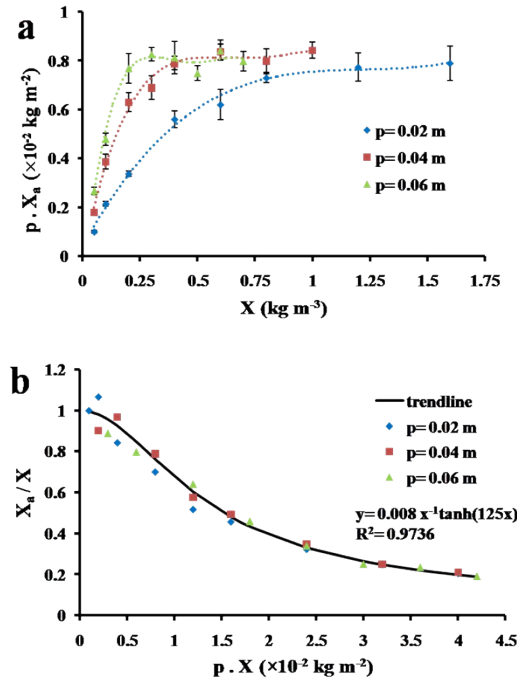 a
1
0.8
0.6
0.4
0.2
0
p . Xₐ (×10⁻² kg m⁻²)
p=0.02 m
p=0.04 m
p=0.06 m
0 0.25 0.5 0.75 1 1.25 1.5 1.75
X (kg m⁻³)
b
1.2
1
0.8
0.6
0.4
0.2
0
Xₐ / X
trendline
p=0.02 m
p=0.04 m
p=0.06 m
y=0.008 x⁻¹tanh(125x)
R²=0.9736
0 0.5 1 1.5 2 2.5 3 3.5 4 4.5
p . X (×10⁻² kg m⁻²)